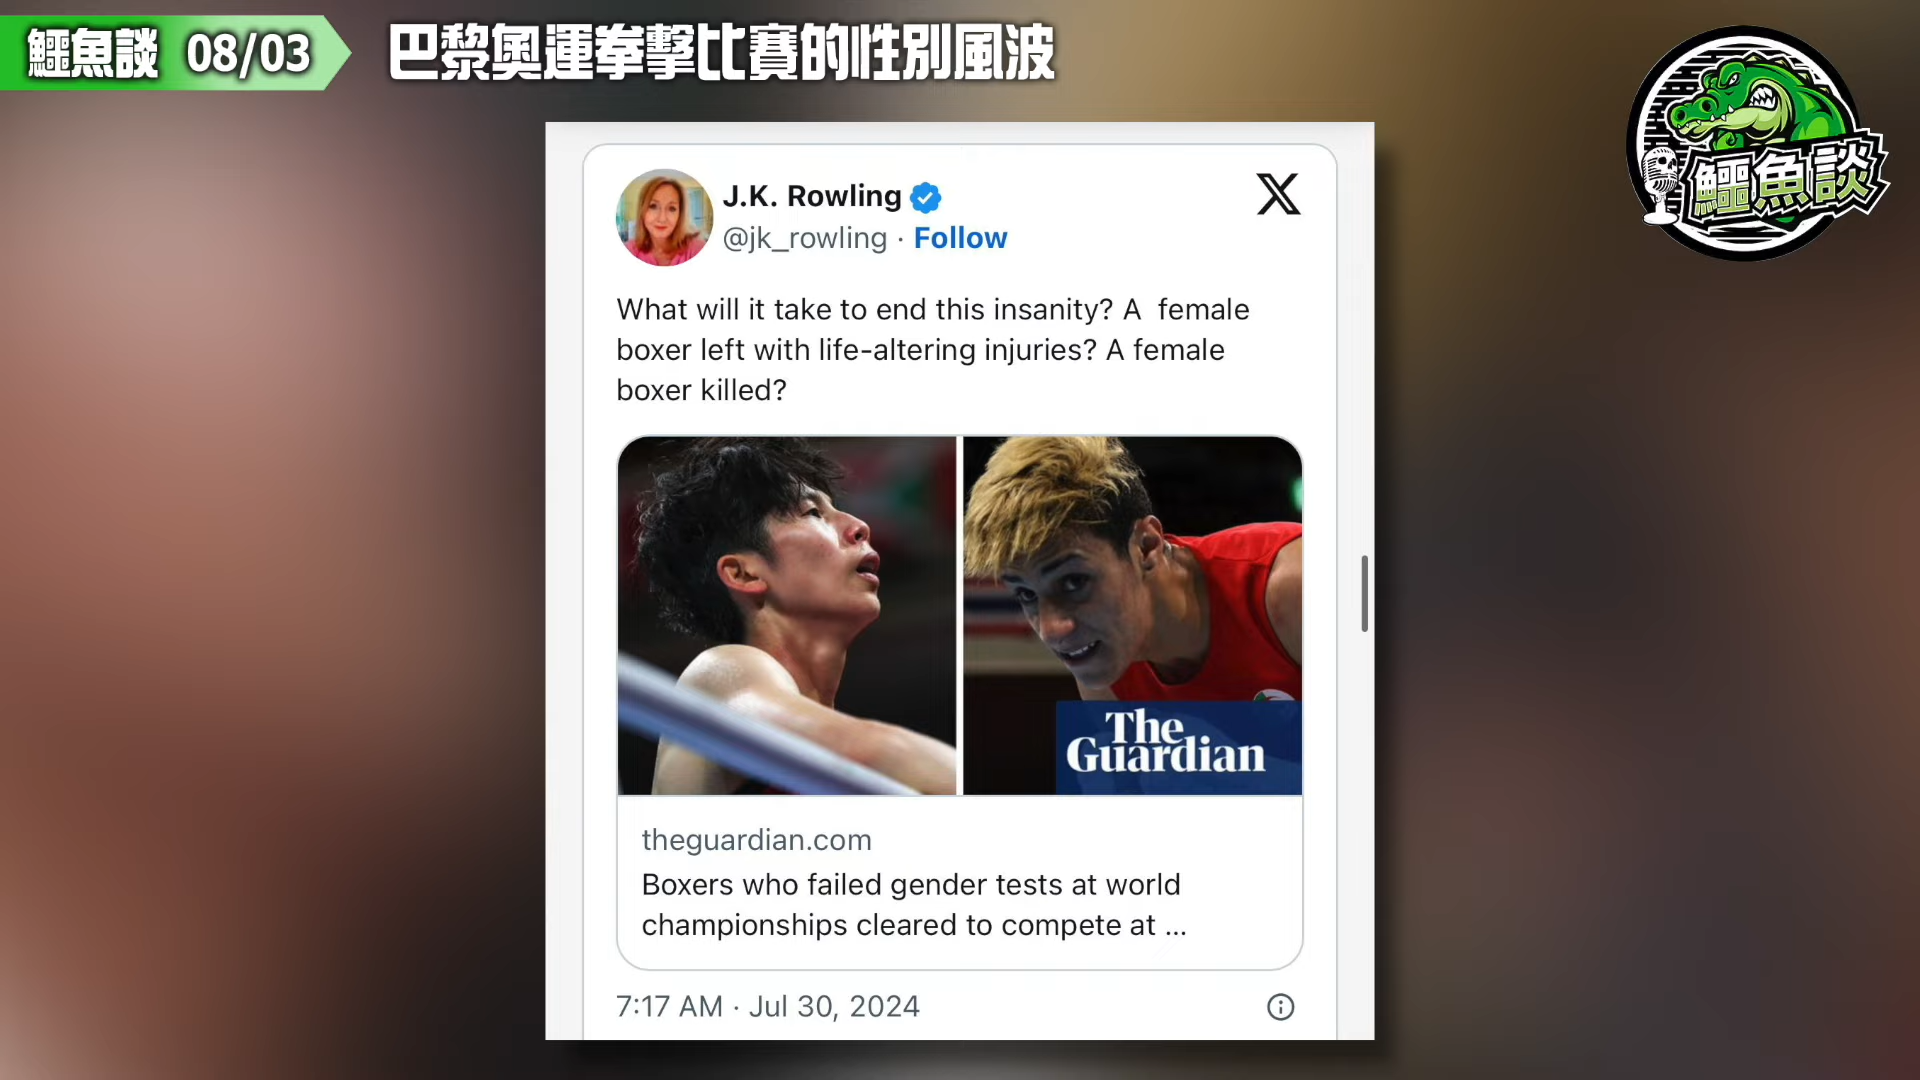 鱷魚談 08/03
巴黎奧運拳擊比賽的性別風波
鱷魚談
J.K. Rowling
@jk_rowling · Follow
What will it take to end this insanity? A female
boxer left with life-altering injuries? A female
boxer killed?
The
Guardian
theguardian.com
Boxers who failed gender tests at world
championships cleared to compete at ...
7:17 AM · Jul 30, 2024